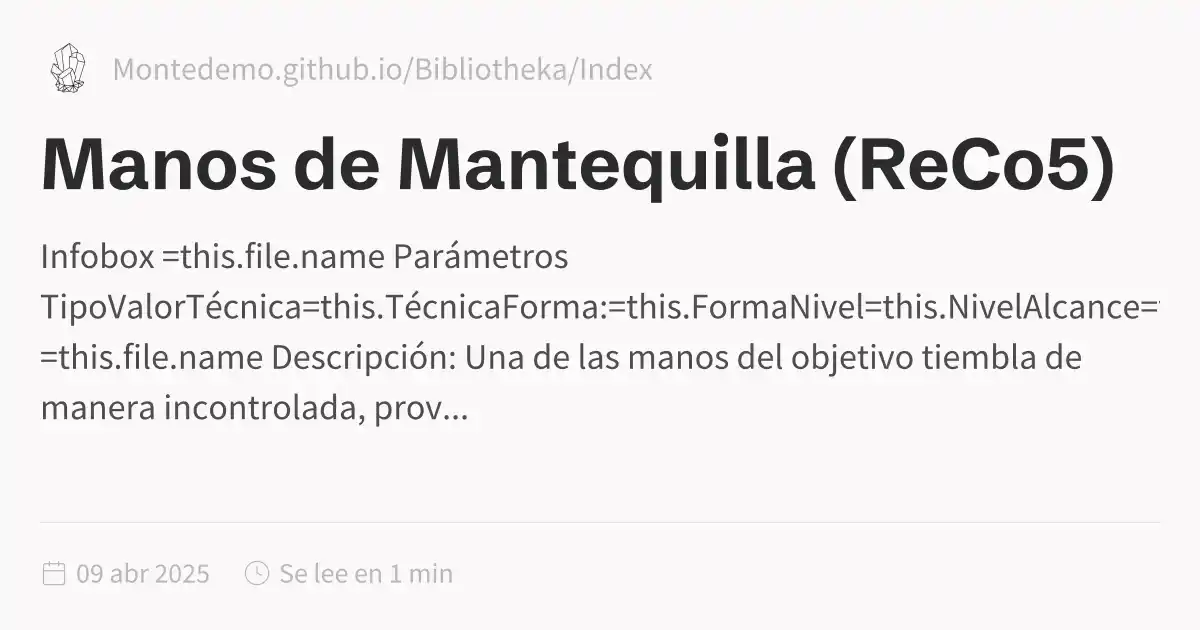 Montedemo.github.io/Bibliotheka/Index
Manos de Mantequilla (ReCo5)
Infobox =this.file.name Parámetros
TipoValorTécnica=this.TécnicaForma:=this.FormaNivel=this.NivelAlcance=
=this.file.name Descripción: Una de las manos del objetivo tiembla de
manera incontrolada, prov...
09 abr 2025 Se lee en 1 min